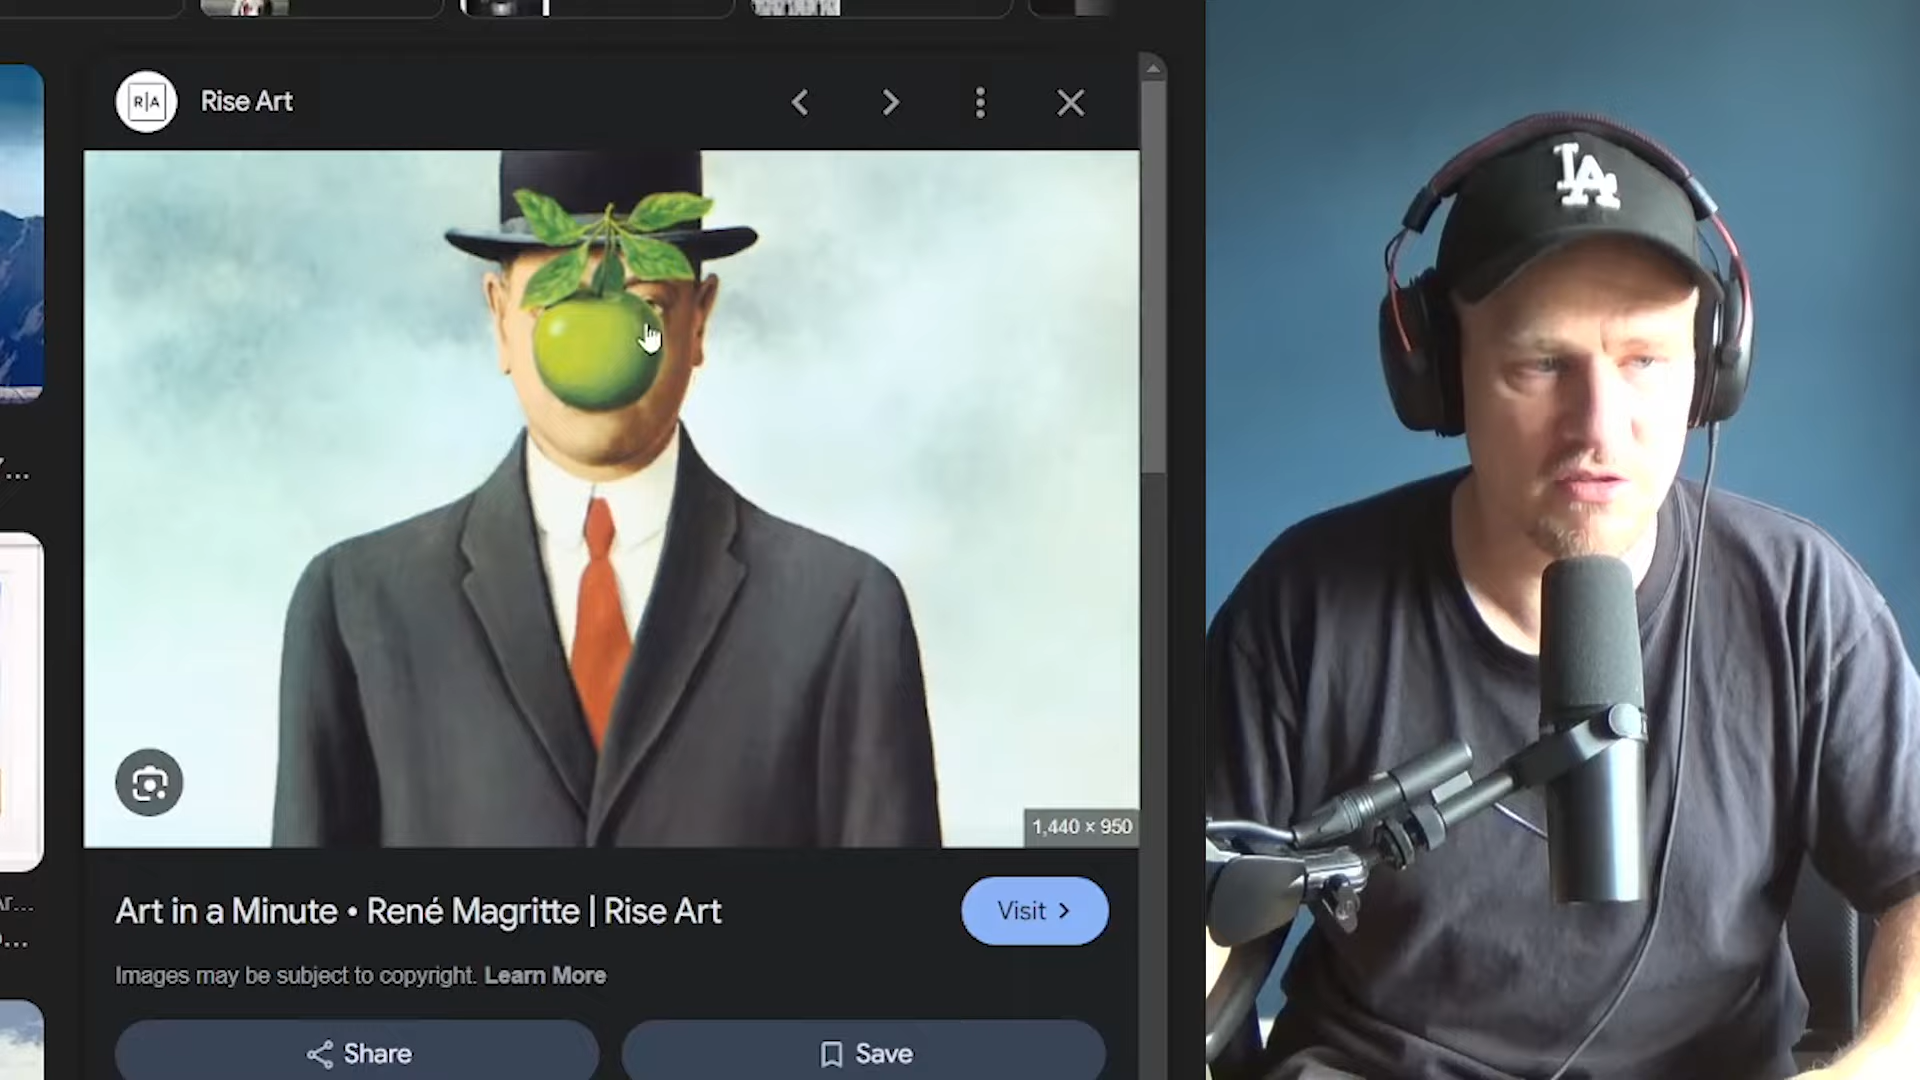 R|A
Rise Art
LA
1,440 × 950
Art in a Minute • René Magritte | Rise Art
Visit
Images may be subject to copyright. Learn More
Share
Save